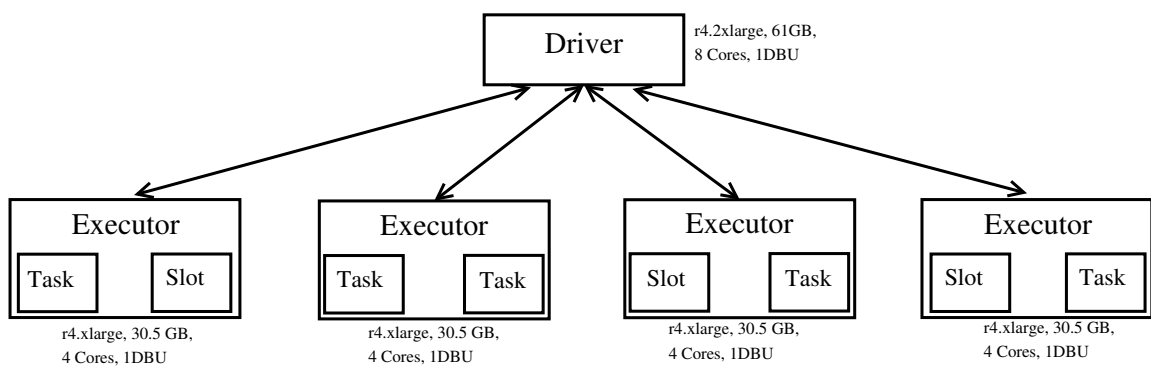 Driver
r4.2xlarge, 61GB,
8 Cores, 1DBU
Executor
Task
Slot
r4.xlarge, 30.5 GB,
4 Cores, 1DBU
Executor
Task
Task
r4.xlarge, 30.5 GB,
4 Cores, 1DBU
Executor
Slot
Task
r4.xlarge, 30.5 GB,
4 Cores, 1DBU
Executor
Slot
Task
r4.xlarge, 30.5 GB,
4 Cores, 1DBU